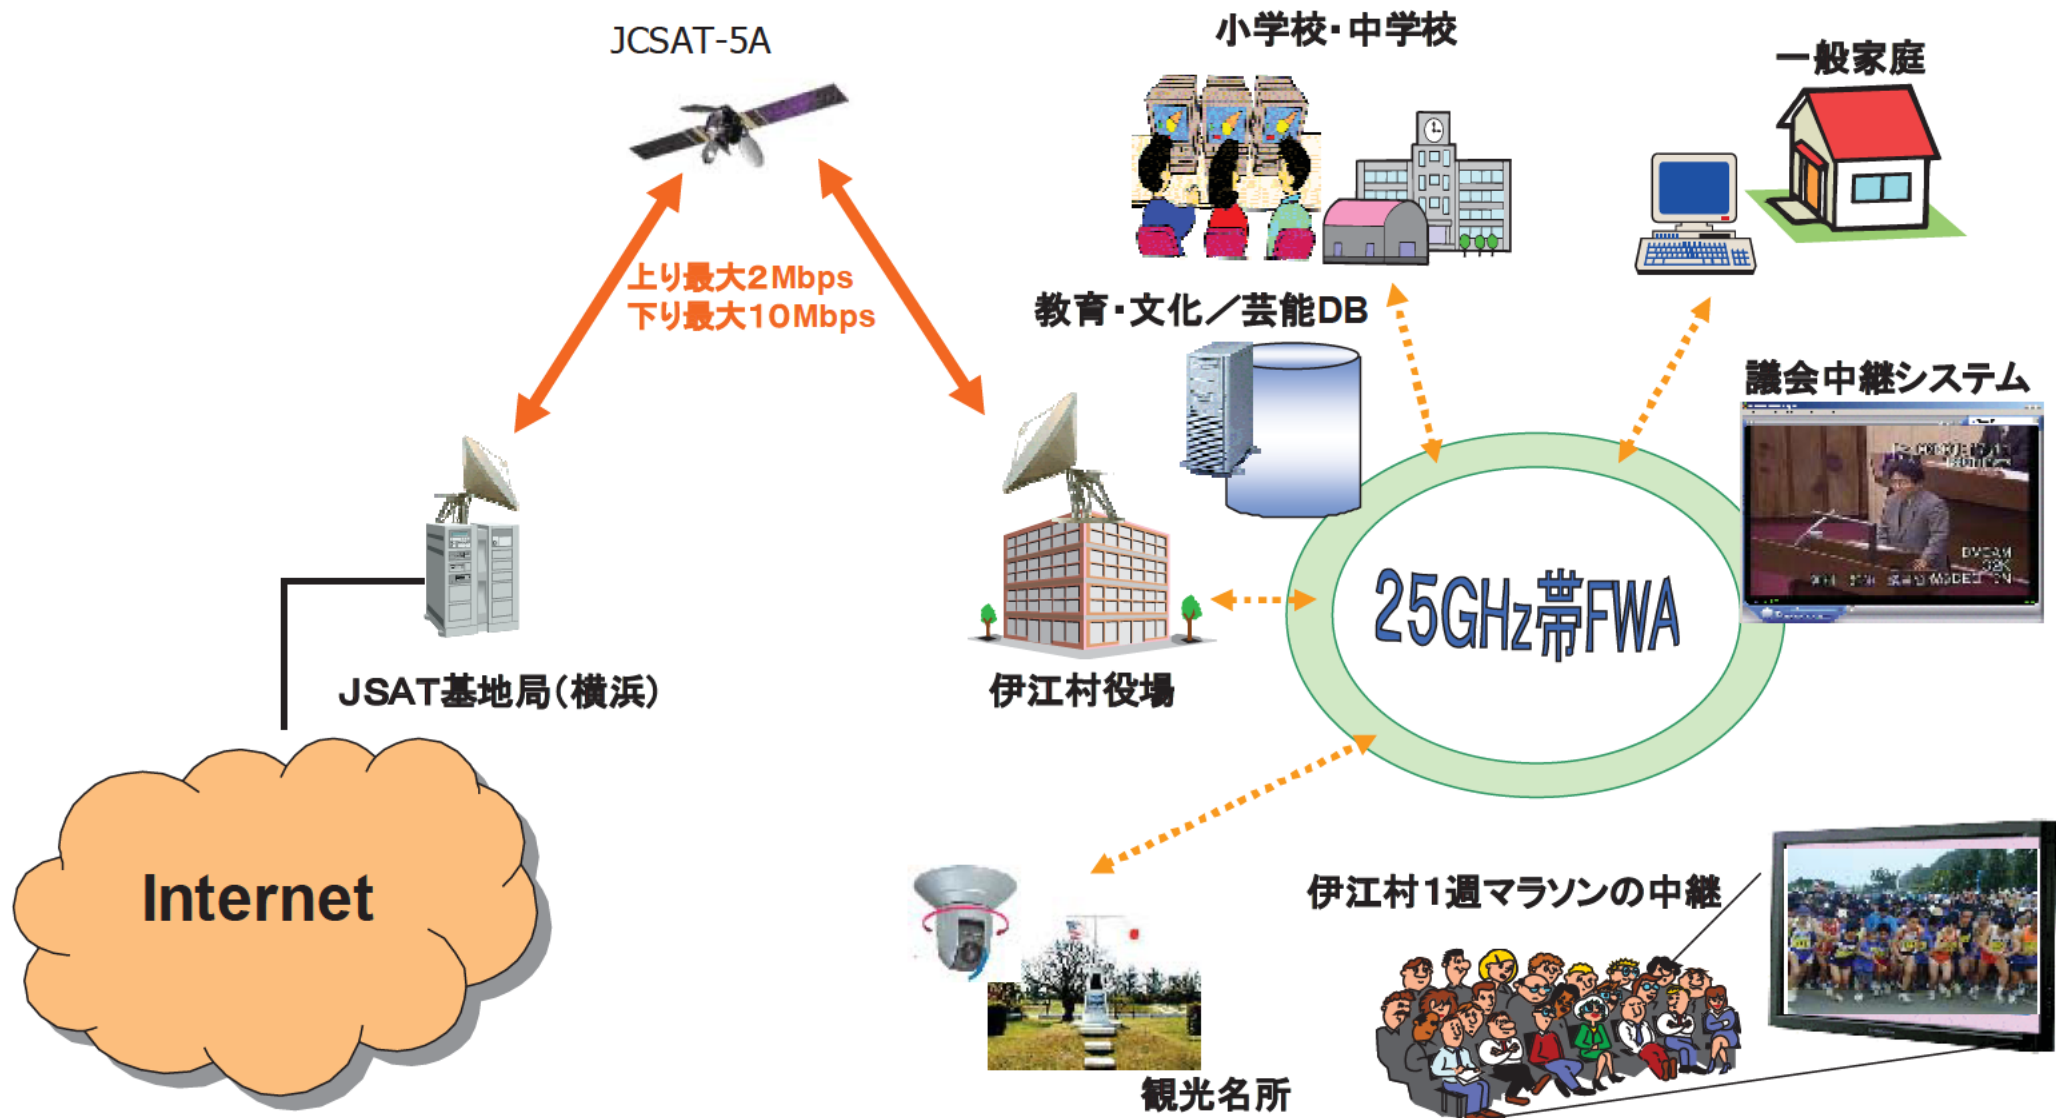 JCSAT-5A
小学校・中学校
一般家庭
上り最大2Mbps
下り最大10Mbps
教育・文化／芸能DB
議会中継システム
25GHz帯FWA
JSAT基地局(横浜)
伊江村役場
Internet
伊江村1週マラソンの中継
観光名所